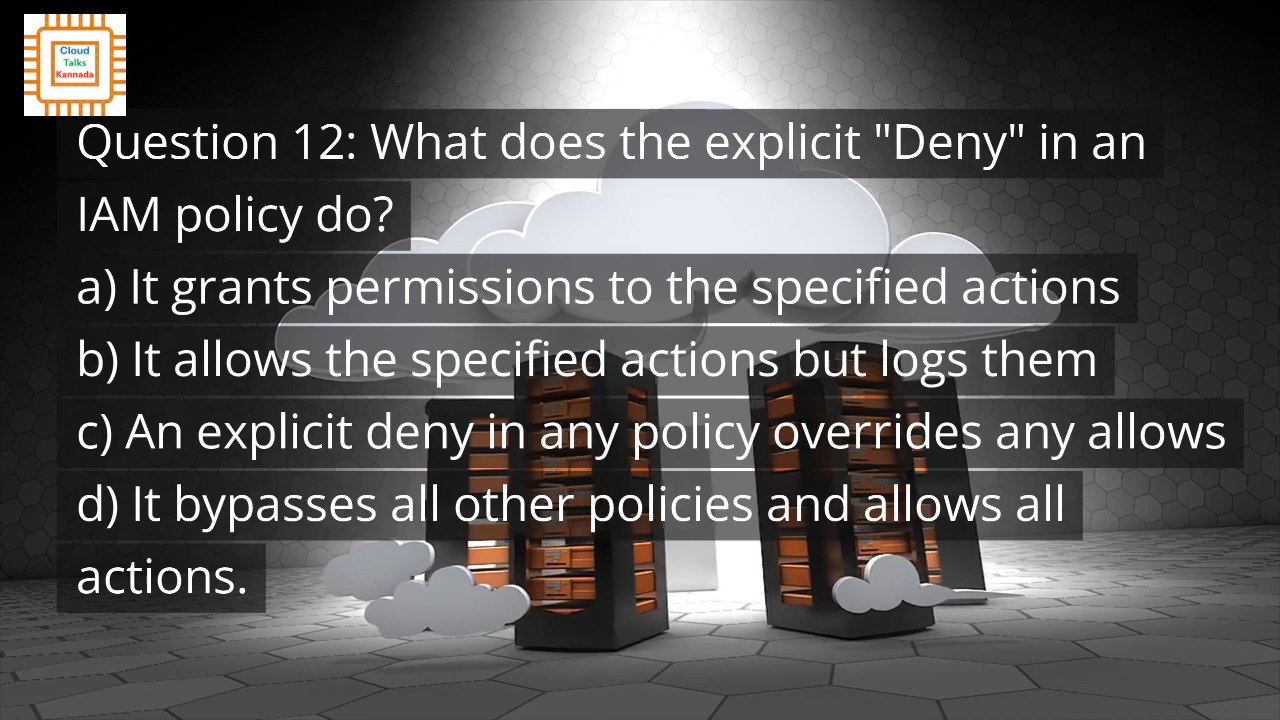 Cloud
Talks
Kannada
Question 12: What does the explicit "Deny" in an
IAM policy do?
a) It grants permissions to the specified actions
b) It allows the specified actions but logs them
c) An explicit deny in any policy overrides any allows
d) It bypasses all other policies and allows all
actions.